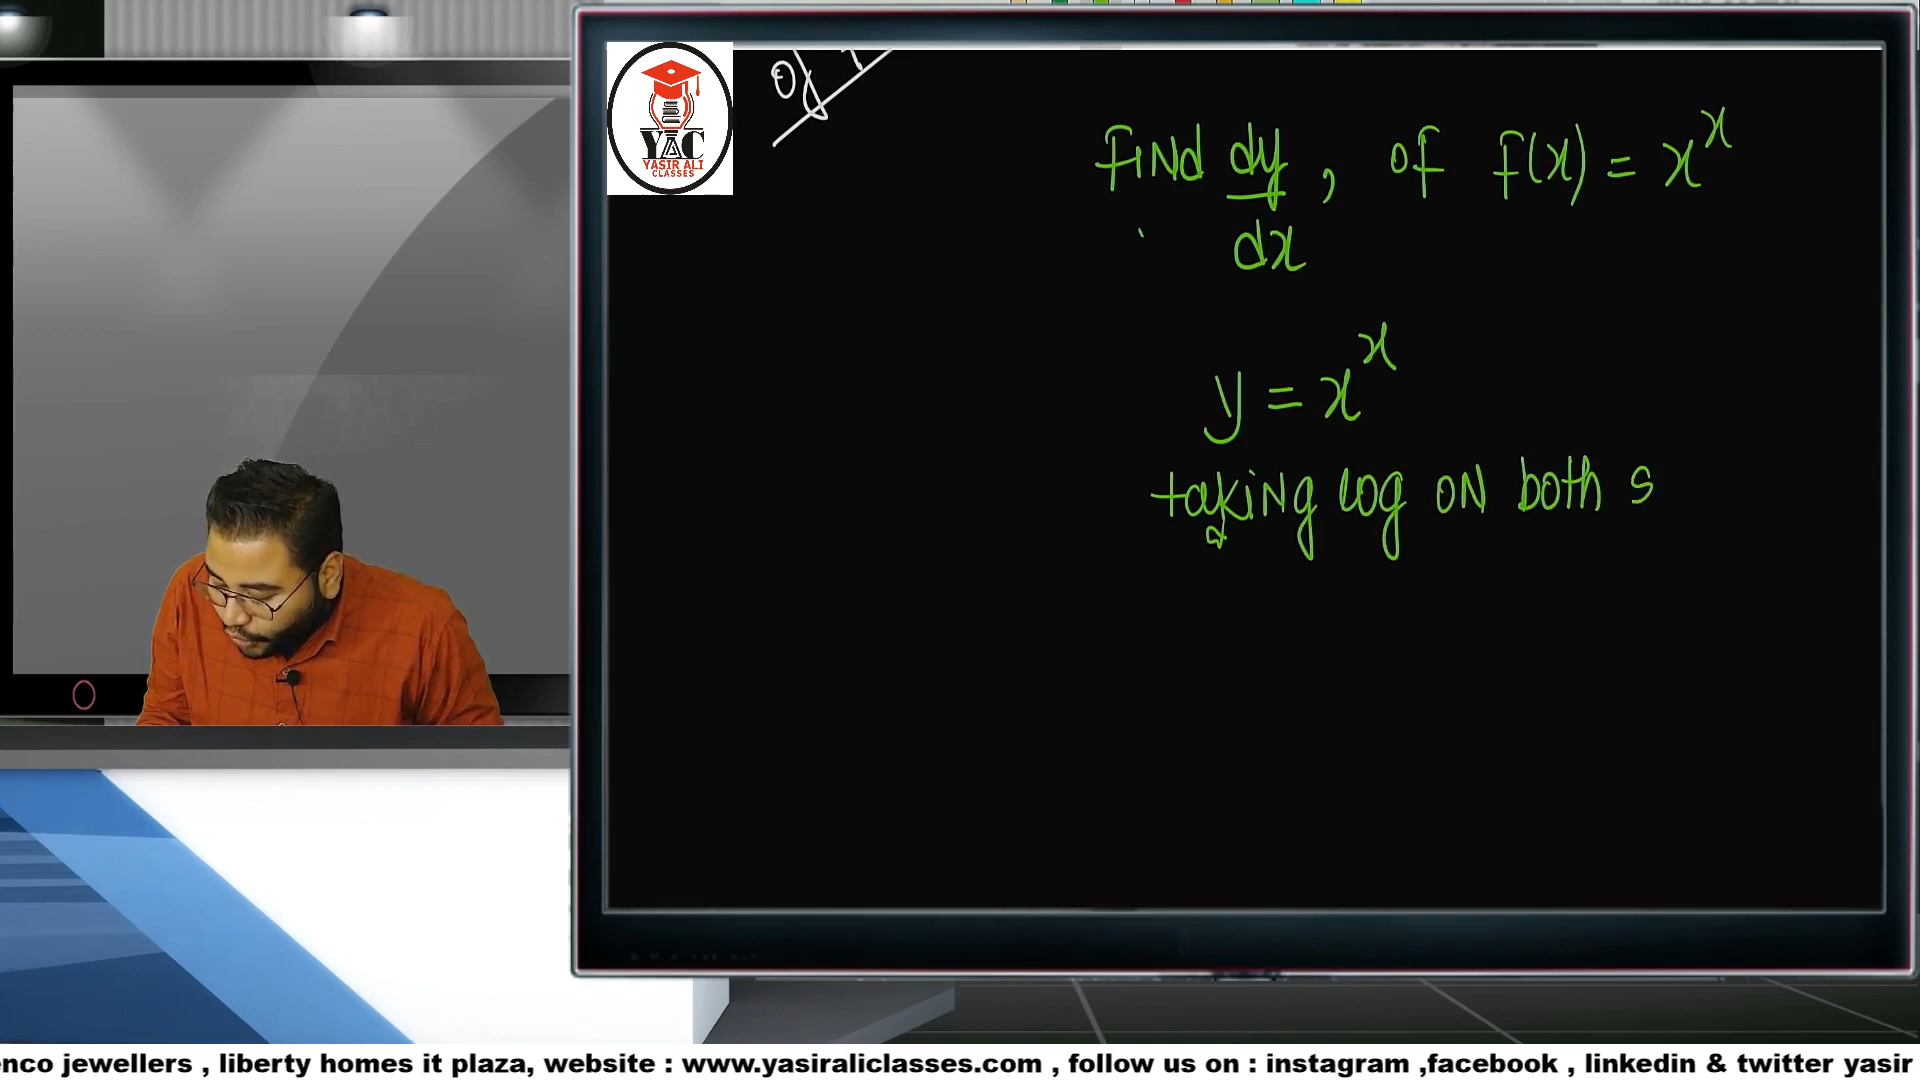 YAC
YASIR ALI
CLASSES
Find dy/dx, of f(x) = x^x
y = x^x
taking log on both s
enco jewellers , liberty homes it plaza, website : www.yasiraliclasses.com , follow us on : instagram ,facebook , linkedin & twitter yasir